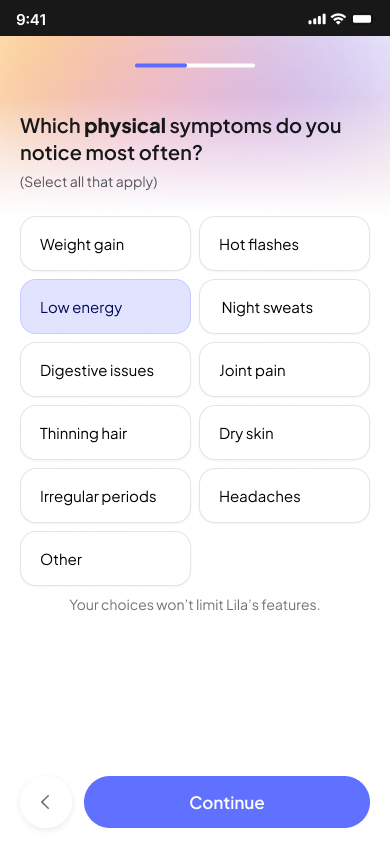 9:41
Which physical symptoms do you
notice most often?
(Select all that apply)
Weight gain
Hot flashes
Low energy
Night sweats
Digestive issues
Joint pain
Thinning hair
Dry skin
Irregular periods
Headaches
Other
Your choices won't limit Lila's features.
Continue